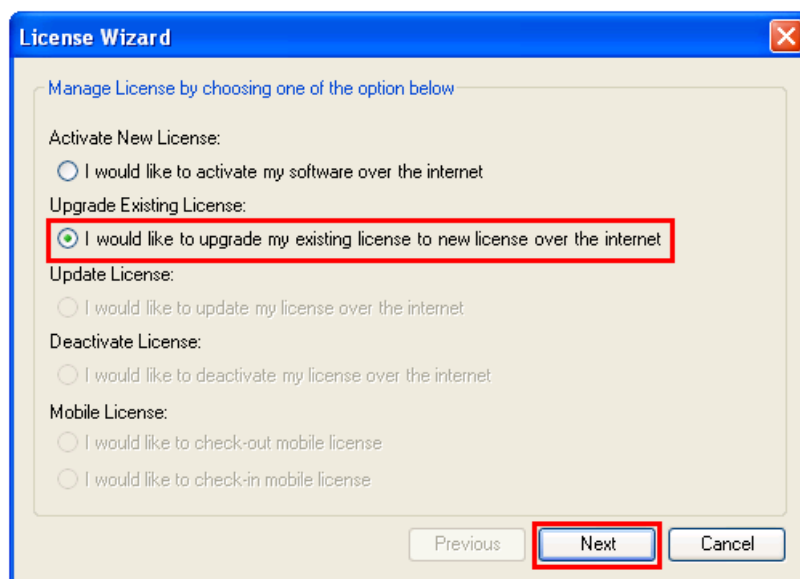 License Wizard
Manage License by choosing one of the option below
Activate New License:
I would like to activate my software over the internet
Upgrade Existing License:
I would like to upgrade my existing license to new license over the internet
Update License:
I would like to update my license over the internet
Deactivate License:
I would like to deactivate my license over the internet
Mobile License:
I would like to check-out mobile license
I would like to check-in mobile license
Previous Next Cancel